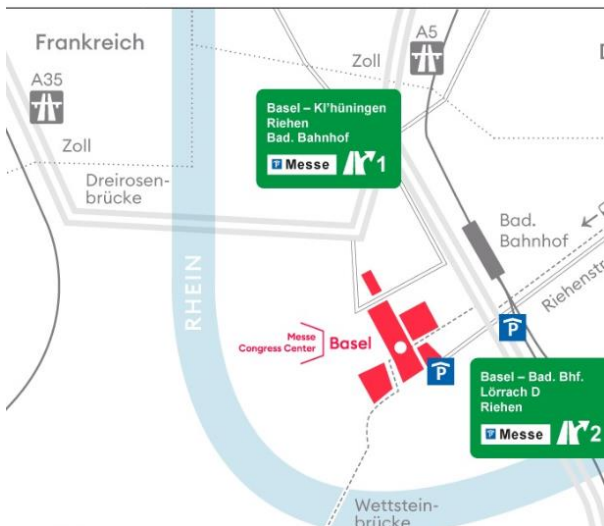 Frankreich
A5
Zoll
D
A35
Basel – Kl'hüningen
Riehen
Bad. Bahnhof
P Messe 1
Zoll
Dreirosen-
brücke
Bad.
Bahnhof
RHEIN
Riehenstr
Messe
Congress Center
Basel
P
P
Basel – Bad. Bhf.
Lörrach D
Riehen
P Messe 2
Wettstein-
brücke